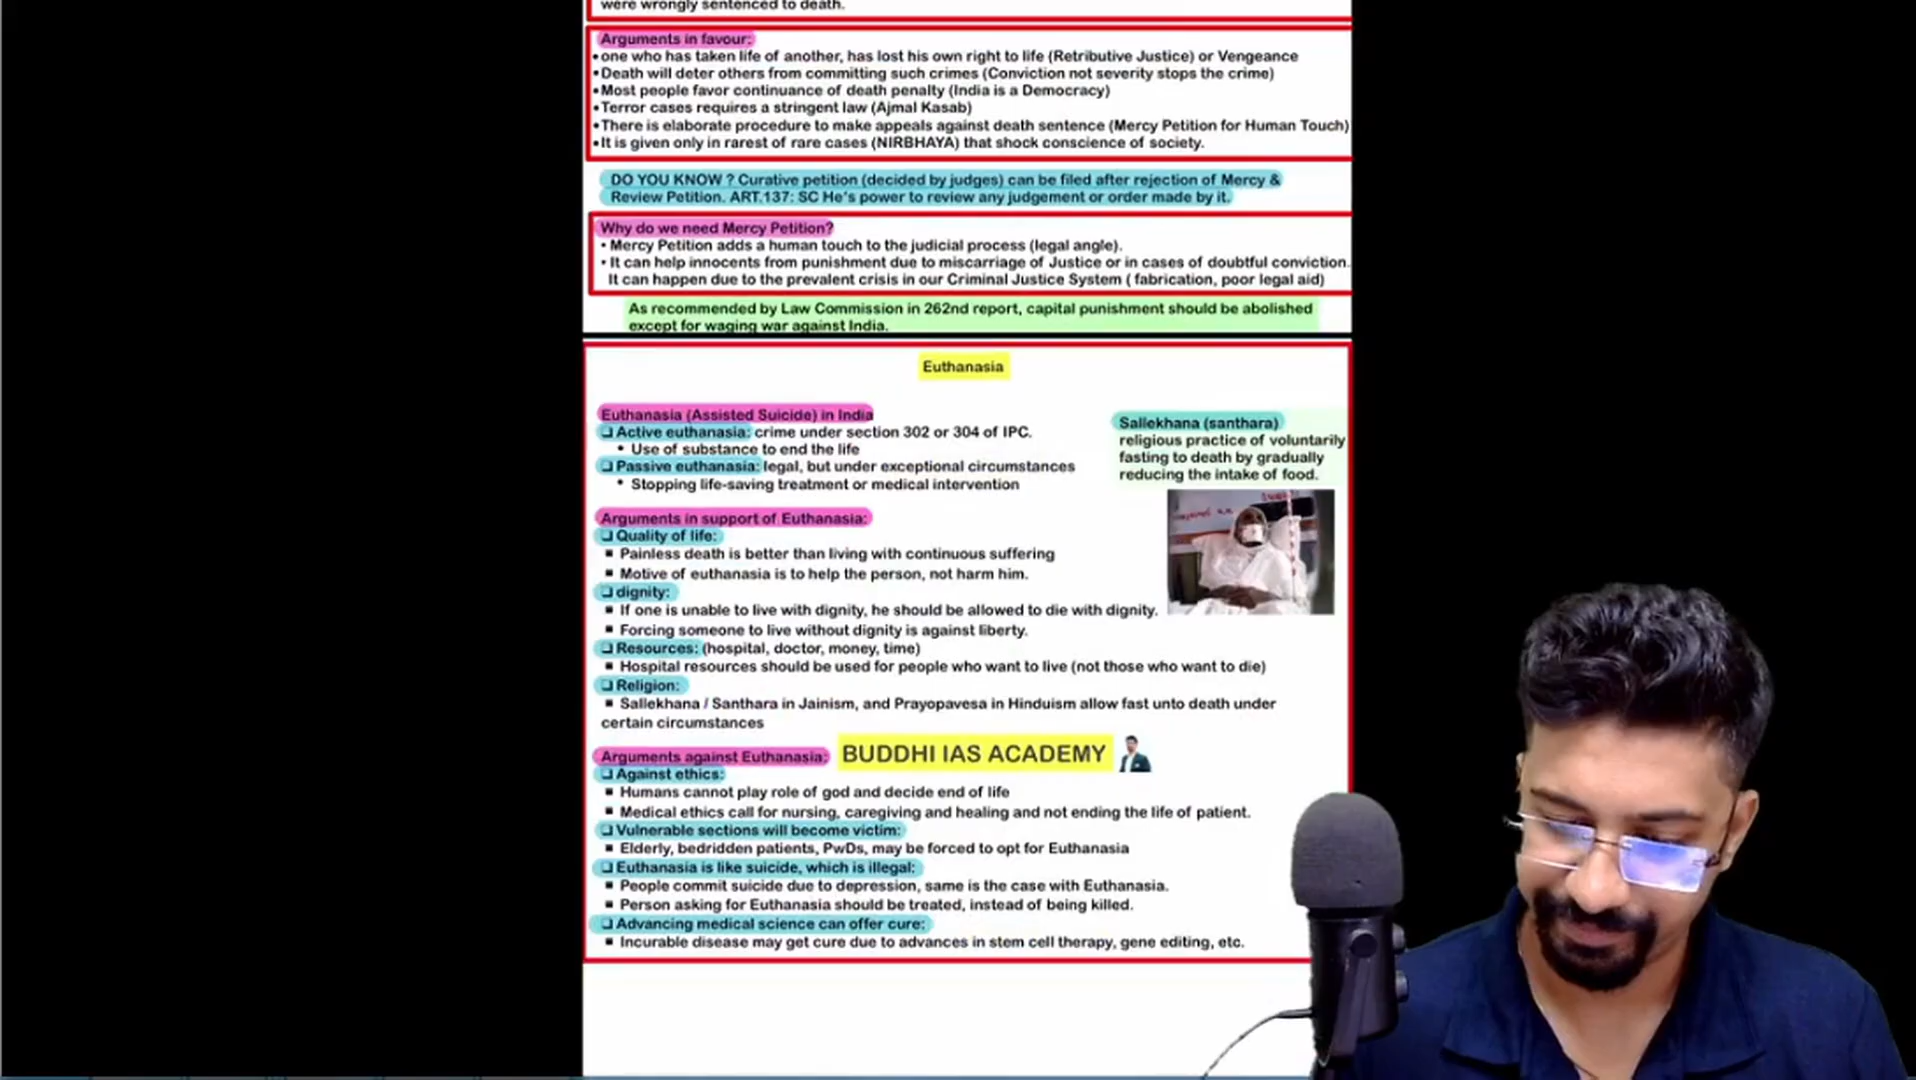 were wrongly sentenced to death.
Arguments in favour:
• one who has taken life of another, has lost his own right to life (Retributive Justice) or Vengeance
• Death will deter others from committing such crimes (Conviction not severity stops the crime)
• Most people favor continuance of death penalty (India is a Democracy)
• Terror cases requires a stringent law (Ajmal Kasab)
• There is elaborate procedure to make appeals against death sentence (Mercy Petition for Human Touch)
• It is given only in rarest of rare cases (NIRBHAYA) that shock conscience of society.
DO YOU KNOW ? Curative petition (decided by judges) can be filed after rejection of Mercy &
Review Petition. ART.137: SC He's power to review any judgement or order made by it.
Why do we need Mercy Petition?
• Mercy Petition adds a human touch to the judicial process (legal angle).
• It can help innocents from punishment due to miscarriage of Justice or in cases of doubtful conviction.
It can happen due to the prevalent crisis in our Criminal Justice System ( fabrication, poor legal aid)
As recommended by Law Commission in 262nd report, capital punishment should be abolished
except for waging war against India.
Euthanasia
Euthanasia (Assisted Suicide) in India
❑ Active euthanasia: crime under section 302 or 304 of IPC.
• Use of substance to end the life
❑ Passive euthanasia: legal, but under exceptional circumstances
• Stopping life-saving treatment or medical intervention
Sallekhana (santhara)
religious practice of voluntarily
fasting to death by gradually
reducing the intake of food.
Arguments in support of Euthanasia:
❑ Quality of life:
▪ Painless death is better than living with continuous suffering
▪ Motive of euthanasia is to help the person, not harm him.
❑ dignity:
▪ If one is unable to live with dignity, he should be allowed to die with dignity.
▪ Forcing someone to live without dignity is against liberty.
❑ Resources: (hospital, doctor, money, time)
▪ Hospital resources should be used for people who want to live (not those who want to die)
❑ Religion:
▪ Sallekhana / Santhara in Jainism, and Prayopavesa in Hinduism allow fast unto death under
certain circumstances
Arguments against Euthanasia:
BUDDHI IAS ACADEMY
❑ Against ethics:
▪ Humans cannot play role of god and decide end of life
▪ Medical ethics call for nursing, caregiving and healing and not ending the life of patient.
❑ Vulnerable sections will become victim:
▪ Elderly, bedridden patients, PwDs, may be forced to opt for Euthanasia
❑ Euthanasia is like suicide, which is illegal:
▪ People commit suicide due to depression, same is the case with Euthanasia.
▪ Person asking for Euthanasia should be treated, instead of being killed.
❑ Advancing medical science can offer cure:
▪ Incurable disease may get cure due to advances in stem cell therapy, gene editing, etc.